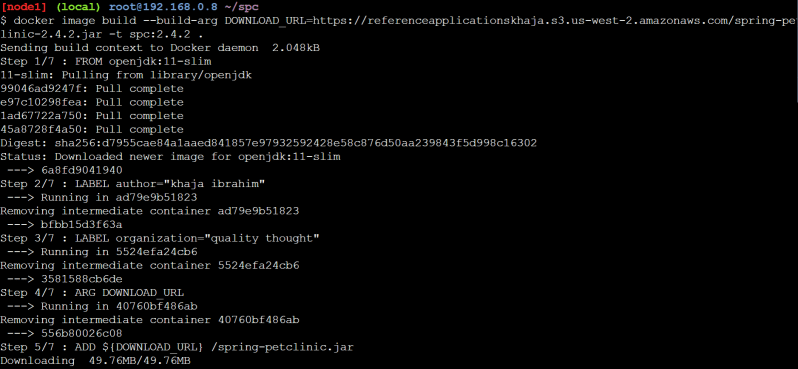 [node1] (local) root@192.168.0.8 ~/spc
$ docker image build --build-arg DOWNLOAD_URL=https://referenceapplicationskhaja.s3.us-west-2.amazonaws.com/spring-pet
linic-2.4.2.jar -t spc:2.4.2 .
Sending build context to Docker daemon  2.048kB
Step 1/7 : FROM openjdk:11-slim
11-slim: Pulling from library/openjdk
99046ad9247f: Pull complete
e97c10298fea: Pull complete
1ad67722a750: Pull complete
45a8728f4a50: Pull complete
Digest: sha256:d7955cae84a1aaed841857e97932592428e58c876d50aa239843f5d998c16302
Status: Downloaded newer image for openjdk:11-slim
 ---> 6a8fd9041940
Step 2/7 : LABEL author="khaja ibrahim"
 ---> Running in ad79e9b51823
Removing intermediate container ad79e9b51823
 ---> bfbb15d3f63a
Step 3/7 : LABEL organization="quality thought"
 ---> Running in 5524efa24cb6
Removing intermediate container 5524efa24cb6
 ---> 3581588cb6de
Step 4/7 : ARG DOWNLOAD_URL
 ---> Running in 40760bf486ab
Removing intermediate container 40760bf486ab
 ---> 556b80026c08
Step 5/7 : ADD ${DOWNLOAD_URL} /spring-petclinic.jar
Downloading  49.76MB/49.76MB